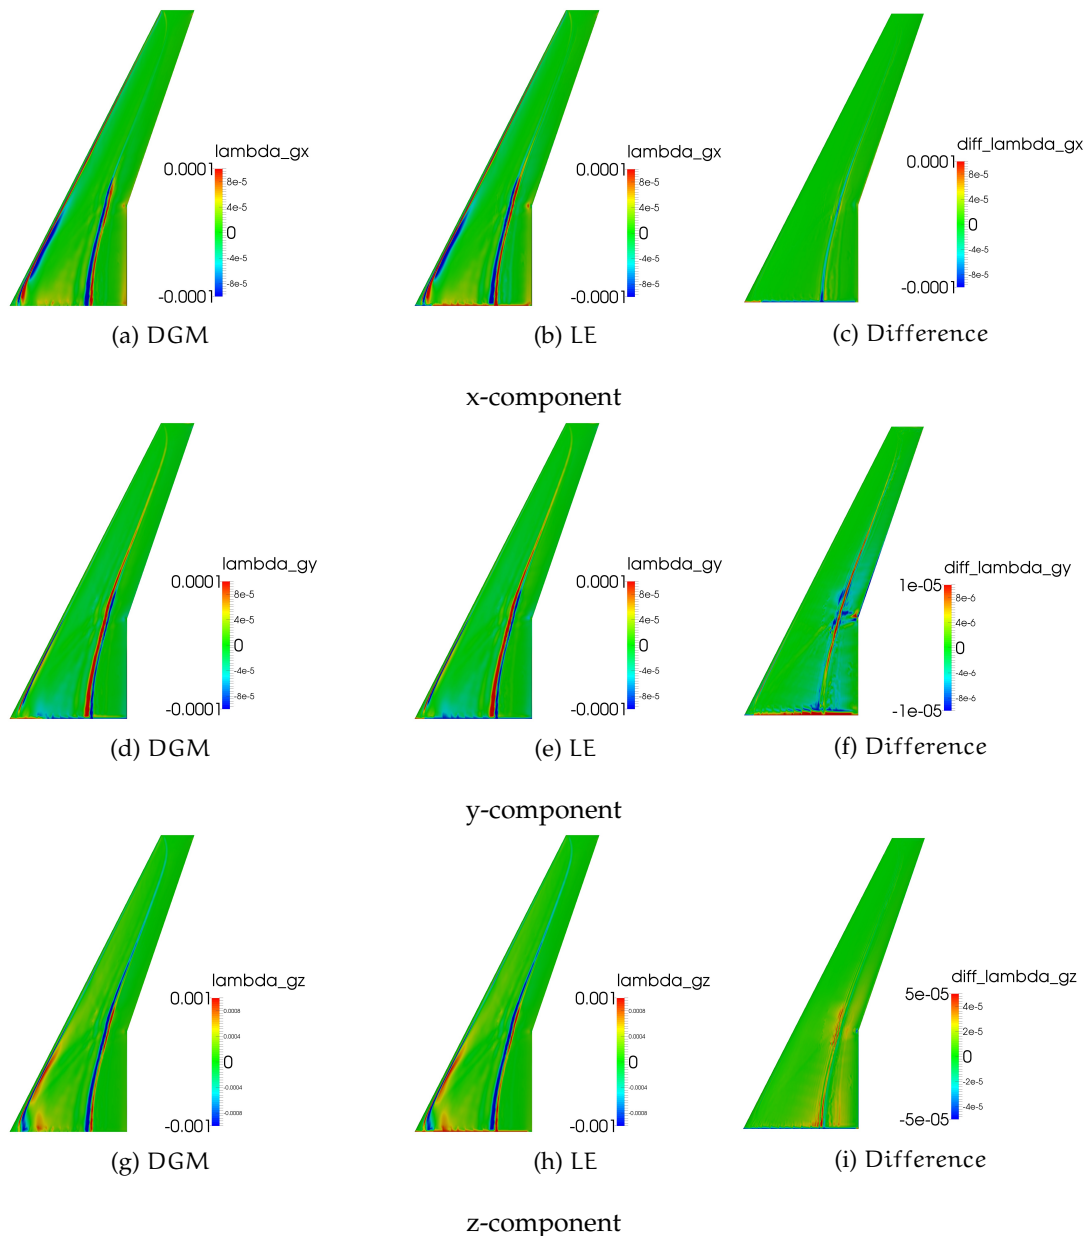 lambda_gx
0.0001
8e-5
4e-5
0
-4e-5
-8e-5
-0.0001
(a) DGM
lambda_gx
0.0001
8e-5
4e-5
0
-4e-5
-8e-5
-0.0001
(b) LE
diff_lambda_gx
0.0001
8e-5
4e-5
0
-4e-5
-8e-5
-0.0001
(c) Difference
x-component
lambda_gy
0.0001
8e-5
4e-5
0
-4e-5
-8e-5
-0.0001
(d) DGM
lambda_gy
0.0001
8e-5
4e-5
0
-4e-5
-8e-5
-0.0001
(e) LE
diff_lambda_gy
1e-05
8e-6
4e-6
0
-4e-6
-8e-6
-1e-05
(f) Difference
y-component
lambda_gz
0.001
0.0008
0.0004
0
-0.0004
-0.0008
-0.001
(g) DGM
lambda_gz
0.001
0.0008
0.0004
0
-0.0004
-0.0008
-0.001
(h) LE
diff_lambda_gz
5e-05
4e-5
2e-5
0
-2e-5
-4e-5
-5e-05
(i) Difference
z-component